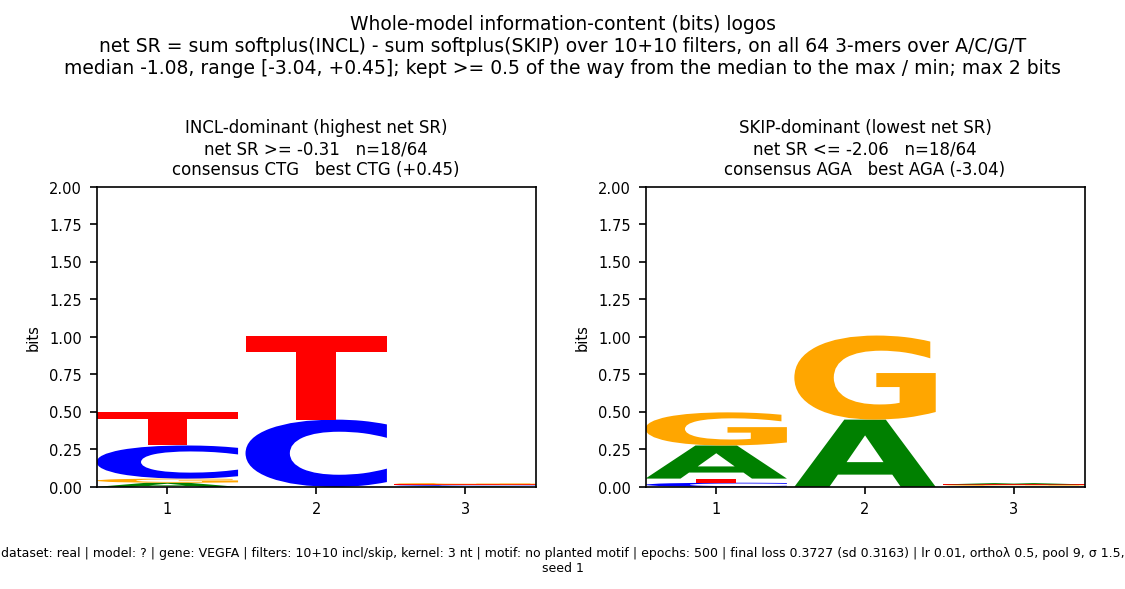 Whole-model information-content (bits) logos
net SR = sum softplus(INCL) - sum softplus(SKIP) over 10+10 filters, on all 64 3-mers over A/C/G/T
median -1.08, range [-3.04, +0.45]; kept >= 0.5 of the way from the median to the max / min; max 2 bits
INCL-dominant (highest net SR)
net SR >= -0.31   n=18/64
consensus CTG   best CTG (+0.45)
2.00
1.75
1.50
1.25
1.00
0.75
0.50
0.25
0.00
bits
T
C
T
C
1
2
3
SKIP-dominant (lowest net SR)
net SR <= -2.06   n=18/64
consensus AGA   best AGA (-3.04)
2.00
1.75
1.50
1.25
1.00
0.75
0.50
0.25
0.00
bits
G
A
T
G
A
1
2
3
dataset: real | model: ? | gene: VEGFA | filters: 10+10 incl/skip, kernel: 3 nt | motif: no planted motif | epochs: 500 | final loss 0.3727 (sd 0.3163) | lr 0.01, orthoλ 0.5, pool 9, σ 1.5,
seed 1